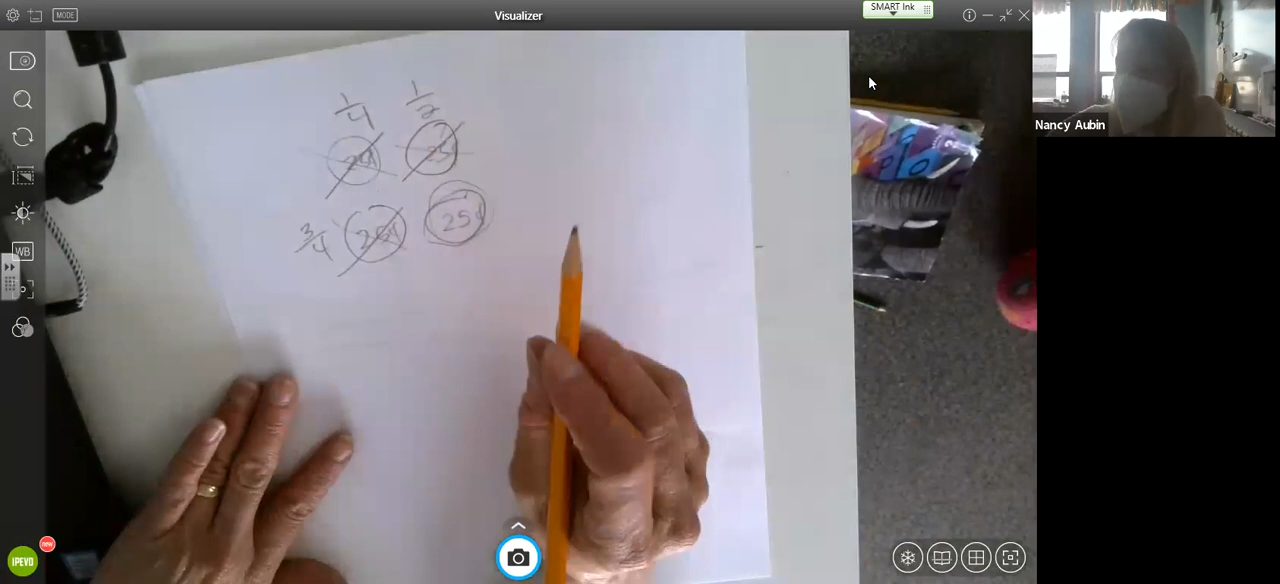 Visualizer
SMART Ink
MODE
Nancy Aubin
1/4 1/2
3/4 25¢
WB
new
IPEVO